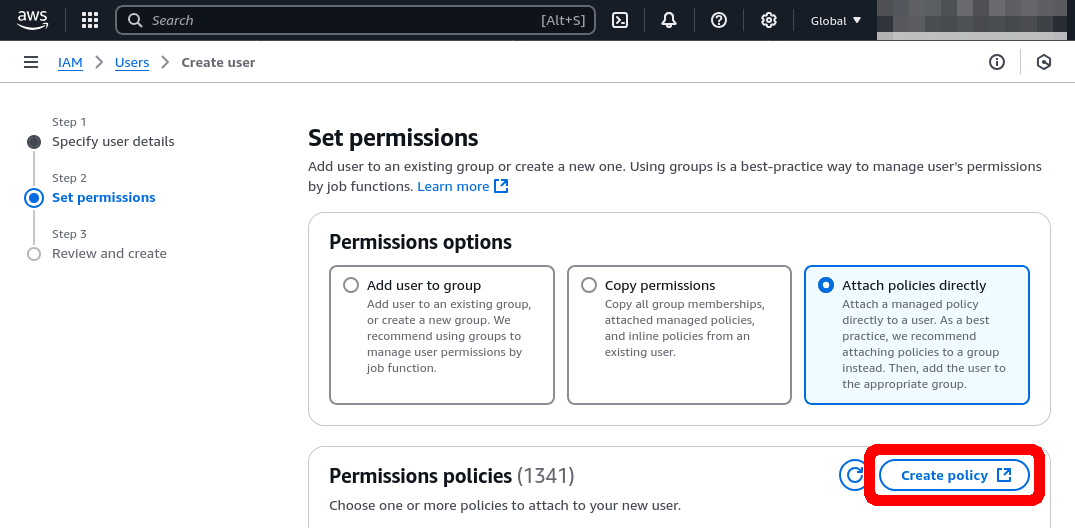 aws
Search [Alt+S]
Global
IAM > Users > Create user
Step 1
Specify user details
Step 2
Set permissions
Step 3
Review and create
Set permissions
Add user to an existing group or create a new one. Using groups is a best-practice way to manage user's permissions
by job functions. Learn more
Permissions options
Add user to group
Add user to an existing group,
or create a new group. We
recommend using groups to
manage user permissions by
job function.
Copy permissions
Copy all group memberships,
attached managed policies,
and inline policies from an
existing user.
Attach policies directly
Attach a managed policy
directly to a user. As a best
practice, we recommend
attaching policies to a group
instead. Then, add the user to
the appropriate group.
Permissions policies (1341)
Create policy
Choose one or more policies to attach to your new user.